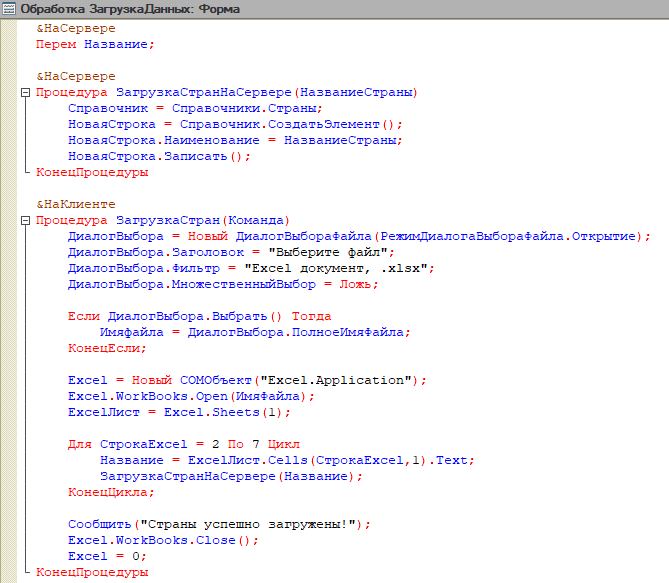 Обработка ЗагрузкаДанных: Форма
&НаСервере
Перем Название;
&НаСервере
Процедура ЗагрузкаСтранНаСервере(НазваниеСтраны)
Справочник = Справочники.Страны;
НоваяСтрока = Справочник.СоздатьЭлемент();
НоваяСтрока.Наименование = НазваниеСтраны;
НоваяСтрока.Записать();
КонецПроцедуры
&НаКлиенте
Процедура ЗагрузкаСтран(Команда)
ДиалогВыбора = Новый ДиалогВыбораФайла(РежимДиалогаВыбораФайла.Открытие);
ДиалогВыбора.Заголовок = "Выберите файл";
ДиалогВыбора.Фильтр = "Excel документ, .xlsx";
ДиалогВыбора.МножественныйВыбор = Ложь;
Если ДиалогВыбора.Выбрать() Тогда
ИмяФайла = ДиалогВыбора.ПолноеИмяФайла;
КонецЕсли;
Excel = Новый COMОбъект("Excel.Application");
Excel.WorkBooks.Open(ИмяФайла);
ExcelЛист = Excel.Sheets(1);
Для СтрокаExcel = 2 По 7 Цикл
Название = ExcelЛист.Cells(СтрокаExcel,1).Text;
ЗагрузкаСтранНаСервере(Название);
КонецЦикла;
Сообщить("Страны успешно загружены!");
Excel.WorkBooks.Close();
Excel = 0;
КонецПроцедуры